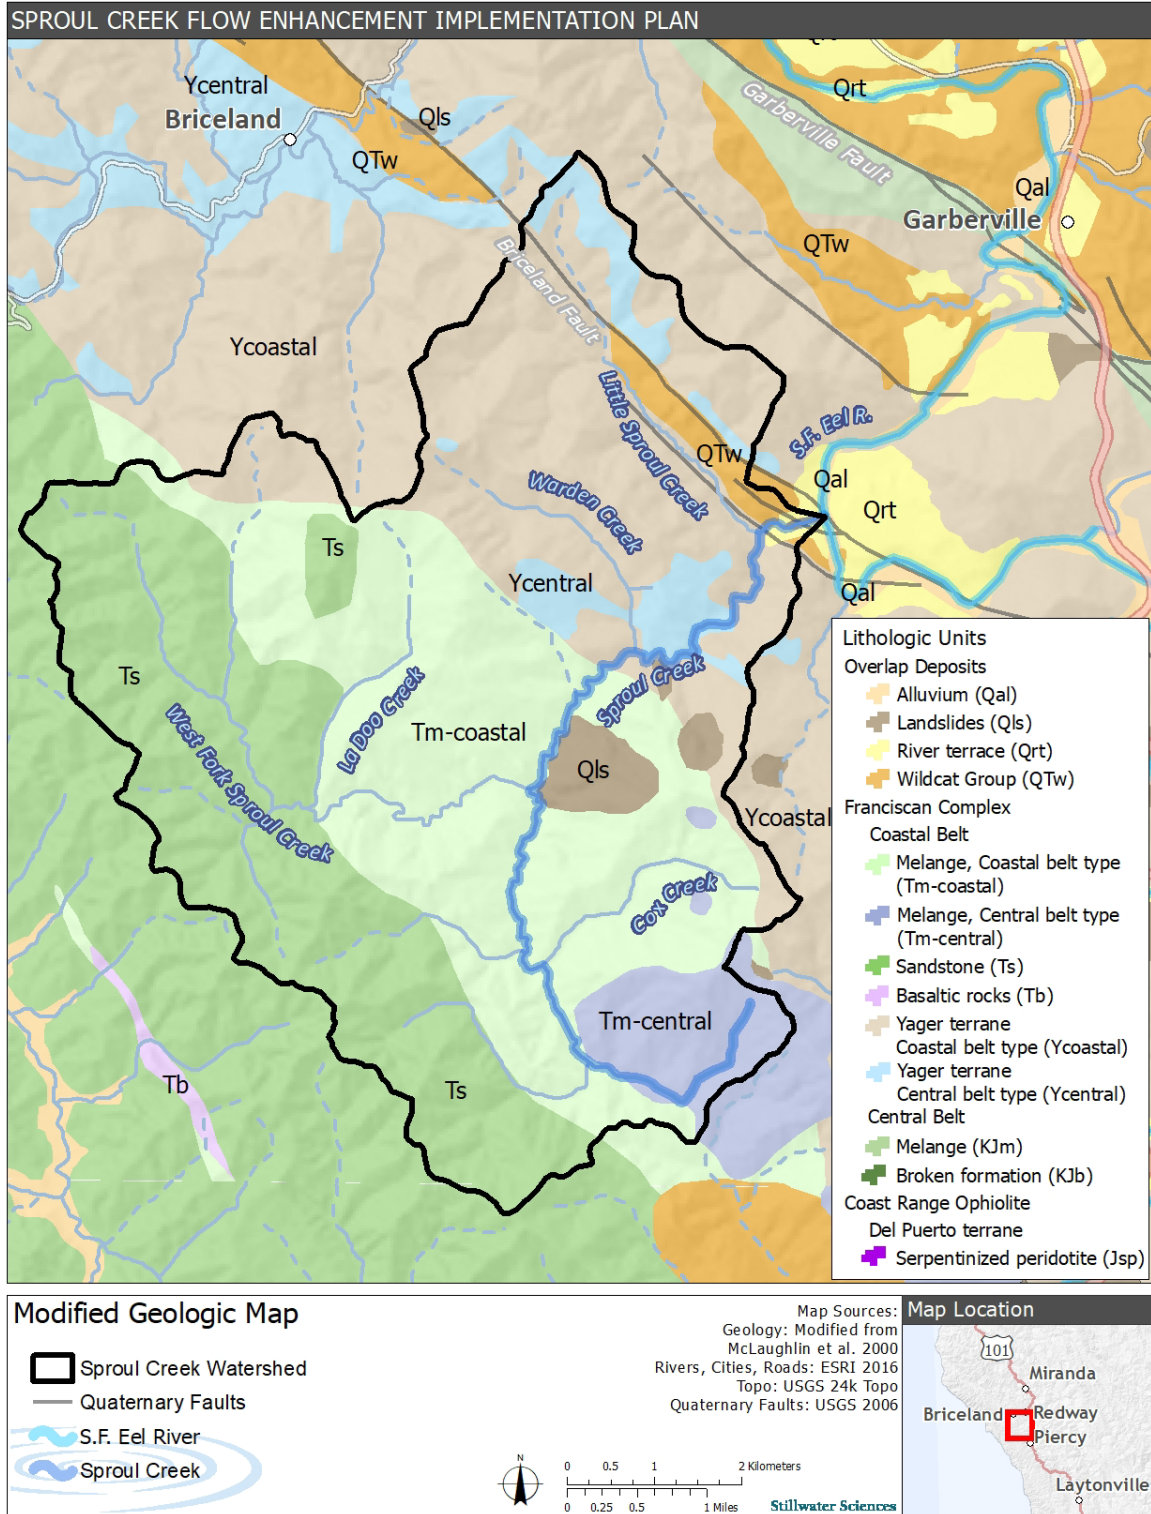 SPROUL CREEK FLOW ENHANCEMENT IMPLEMENTATION PLAN
Qrt
Ycentral
Briceland
Qls
QTw
Garberville Fault
Qrt
Qal
Garberville
QTw
Briceland Fault
Ycoastal
Little Sproul Creek
S.F. Eel R.
QTw
Qal
Qrt
Warden Creek
Ts
Ycentral
Qal
Ts
Sproul Creek
La Doo Creek
Tm-coastal
West Fork Sproul Creek
Qls
Ycoastal
Cox Creek
Tm-central
Tb
Ts
Lithologic Units
Overlap Deposits
Alluvium (Qal)
Landslides (Qls)
River terrace (Qrt)
Wildcat Group (QTw)
Franciscan Complex
Coastal Belt
Melange, Coastal belt type
(Tm-coastal)
Melange, Central belt type
(Tm-central)
Sandstone (Ts)
Basaltic rocks (Tb)
Yager terrane
Coastal belt type (Ycoastal)
Yager terrane
Central belt type (Ycentral)
Central Belt
Melange (KJm)
Broken formation (KJb)
Coast Range Ophiolite
Del Puerto terrane
Serpentinized peridotite (Jsp)
Modified Geologic Map
Sproul Creek Watershed
Quaternary Faults
S.F. Eel River
Sproul Creek
Map Sources:
Geology: Modified from
McLaughlin et al. 2000
Rivers, Cities, Roads: ESRI 2016
Topo: USGS 24k Topo
Quaternary Faults: USGS 2006
N
0 0.5 1 2 Kilometers
0 0.25 0.5 1 Miles
Stillwater Sciences
Map Location
101
Miranda
Briceland
Redway
Piercy
Laytonville